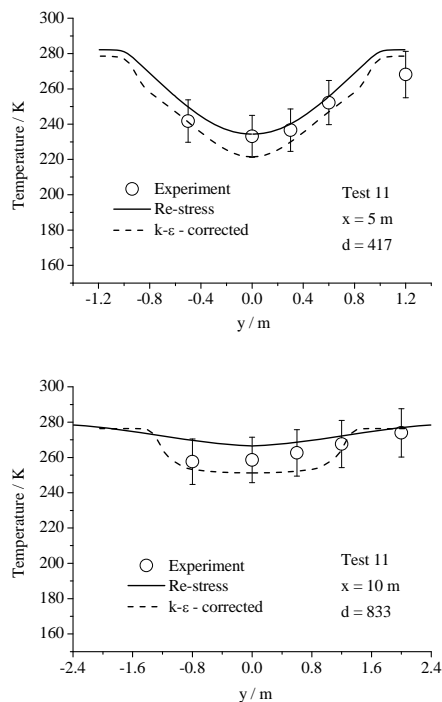 300
280
260
240
220
200
180
160
Temperature / K
Experiment
Re-stress
k-ε - corrected
Test 11
x = 5 m
d = 417
-1.2 -0.8 -0.4 0.0 0.4 0.8 1.2
y / m
300
280
260
240
220
200
180
160
Temperature / K
Experiment
Re-stress
k-ε - corrected
Test 11
x = 10 m
d = 833
-2.4 -1.6 -0.8 0.0 0.8 1.6 2.4
y / m